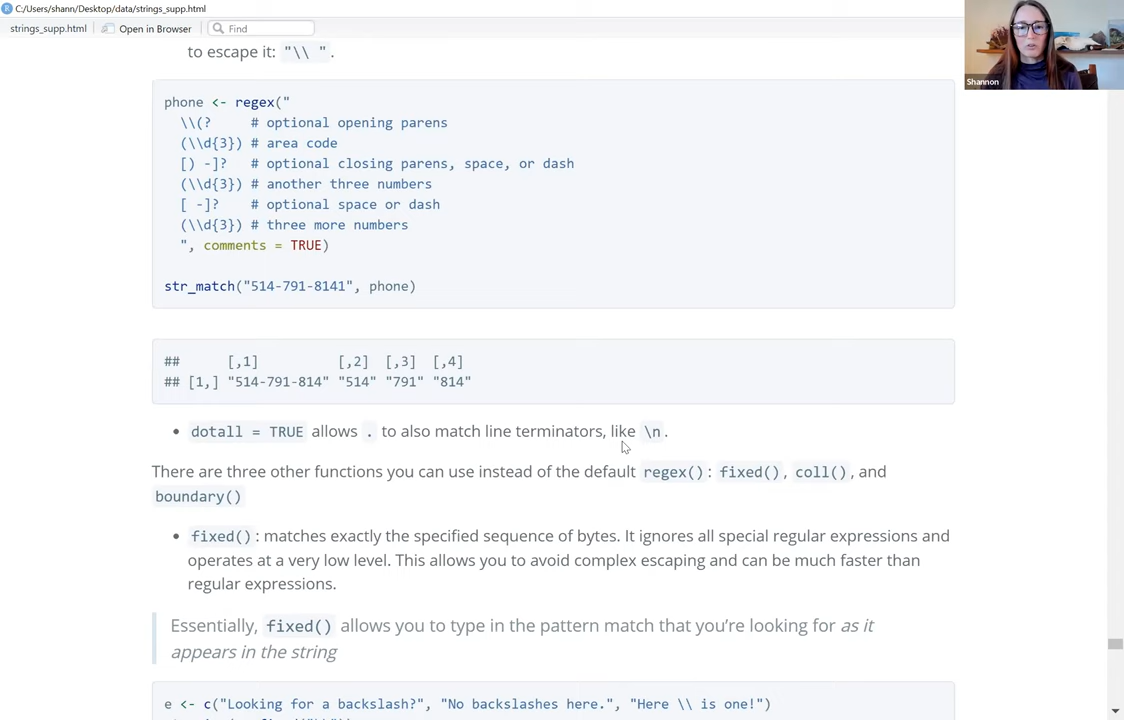 C:/Users/shann/Desktop/data/strings_supp.html
strings_supp.html Open in Browser Find
to escape it: "\\ ".
Shannon
phone <- regex("
\\(? # optional opening parens
(\\d{3}) # area code
[) -]? # optional closing parens, space, or dash
(\\d{3}) # another three numbers
[ -]? # optional space or dash
(\\d{3}) # three more numbers
", comments = TRUE)
str_match("514-791-8141", phone)
## [,1] [,2] [,3] [,4]
## [1,] "514-791-814" "514" "791" "814"
• dotall = TRUE allows . to also match line terminators, like \n.
There are three other functions you can use instead of the default regex(): fixed(), coll(), and
boundary()
• fixed(): matches exactly the specified sequence of bytes. It ignores all special regular expressions and
operates at a very low level. This allows you to avoid complex escaping and can be much faster than
regular expressions.
Essentially, fixed() allows you to type in the pattern match that you're looking for as it
appears in the string
e <- c("Looking for a backslash?", "No backslashes here.", "Here \\ is one!")